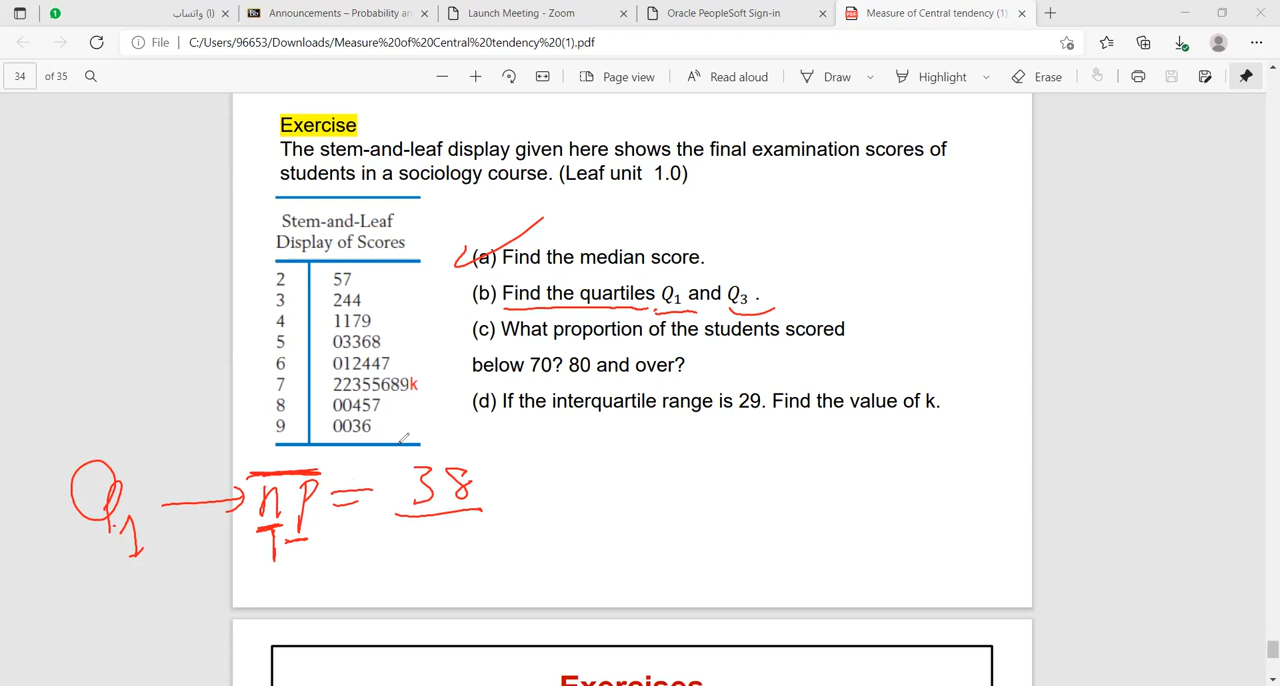 (ا) واتساب
Announcements – Probability an
Launch Meeting - Zoom
Oracle PeopleSoft Sign-in
Measure of Central tendency (1)
File
C:/Users/96653/Downloads/Measure%20of%20Central%20tendency%20(1).pdf
34 of 35
Page view
Read aloud
Draw
Highlight
Erase
Exercise
The stem-and-leaf display given here shows the final examination scores of
students in a sociology course. (Leaf unit 1.0)
Stem-and-Leaf
Display of Scores
2 57
3 244
4 1179
5 03368
6 012447
7 22355689k
8 00457
9 0036
(a) Find the median score.
(b) Find the quartiles Q1 and Q3 .
(c) What proportion of the students scored
below 70? 80 and over?
(d) If the interquartile range is 29. Find the value of k.
Q1 → np = 38
Exercises